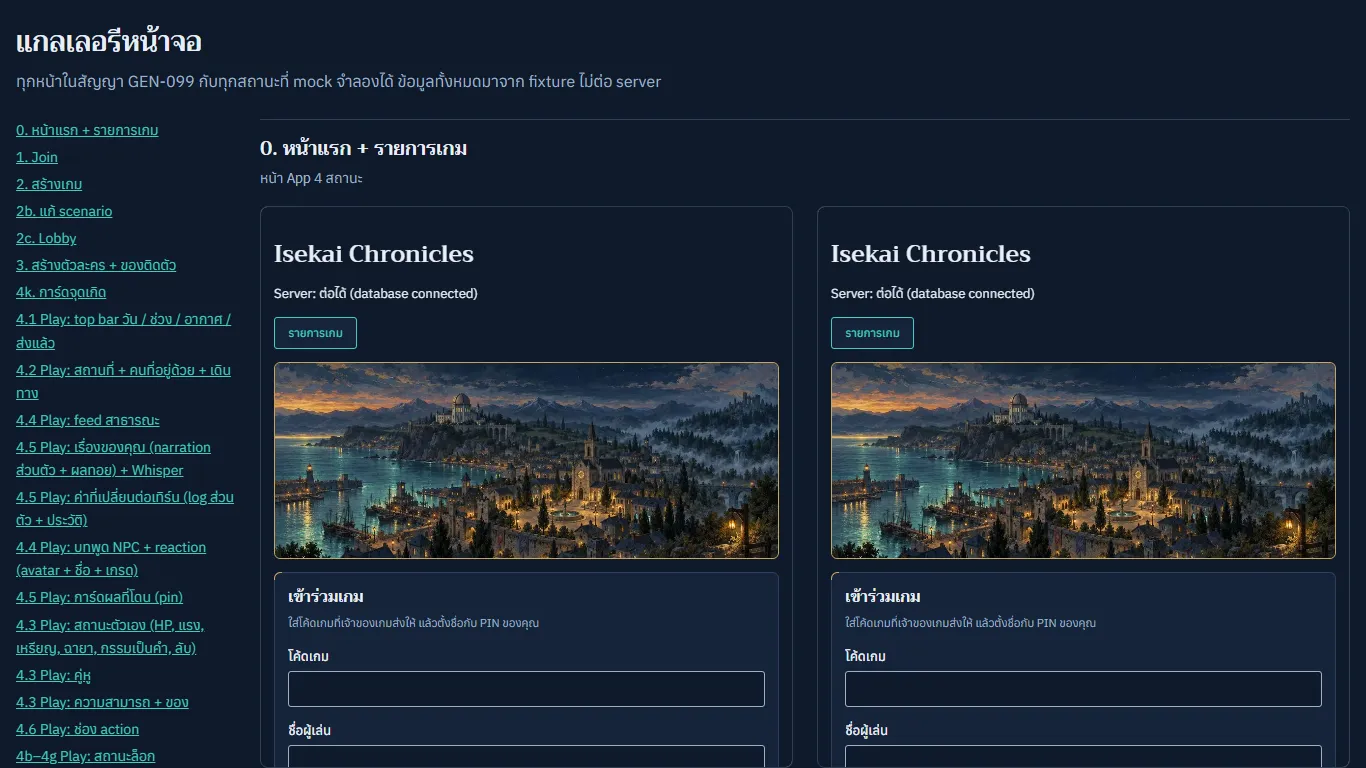 แกลเลอรีหน้าจอ
ทุกหน้าในสัญญา GEN-099 กับทุกสถานะที่ mock จำลองได้ ข้อมูลทั้งหมดมาจาก fixture ไม่ต่อ server
0. หน้าแรก + รายการเกม
1. Join
2. สร้างเกม
2b. แก้ scenario
2c. Lobby
3. สร้างตัวละคร + ของติดตัว
4k. การ์ดจุดเกิด
4.1 Play: top bar วัน / ช่วง / อากาศ /
ส่งแล้ว
4.2 Play: สถานที่ + คนที่อยู่ด้วย + เดิน
ทาง
4.4 Play: feed สาธารณะ
4.5 Play: เรื่องของคุณ (narration
ส่วนตัว + ผลทอย) + Whisper
4.5 Play: ค่าที่เปลี่ยนต่อเทิร์น (log ส่วน
ตัว + ประวัติ)
4.4 Play: บทพูด NPC + reaction
(avatar + ชื่อ + เกรด)
4.5 Play: การ์ดผลที่โดน (pin)
4.3 Play: สถานะตัวเอง (HP, แรง,
เหรียญ, ฉายา, กรรมเป็นคำ, ลับ)
4.3 Play: คู่หู
4.3 Play: ความสามารถ + ของ
4.6 Play: ช่อง action
4b–4g Play: สถานะล็อก
0. หน้าแรก + รายการเกม
หน้า App 4 สถานะ
Isekai Chronicles
Server: ต่อได้ (database connected)
รายการเกม
เข้าร่วมเกม
ใส่โค้ดเกมที่เจ้าของเกมส่งให้ แล้วตั้งชื่อกับ PIN ของคุณ
โค้ดเกม
ชื่อผู้เล่น
Isekai Chronicles
Server: ต่อได้ (database connected)
รายการเกม
เข้าร่วมเกม
ใส่โค้ดเกมที่เจ้าของเกมส่งให้ แล้วตั้งชื่อกับ PIN ของคุณ
โค้ดเกม
ชื่อผู้เล่น